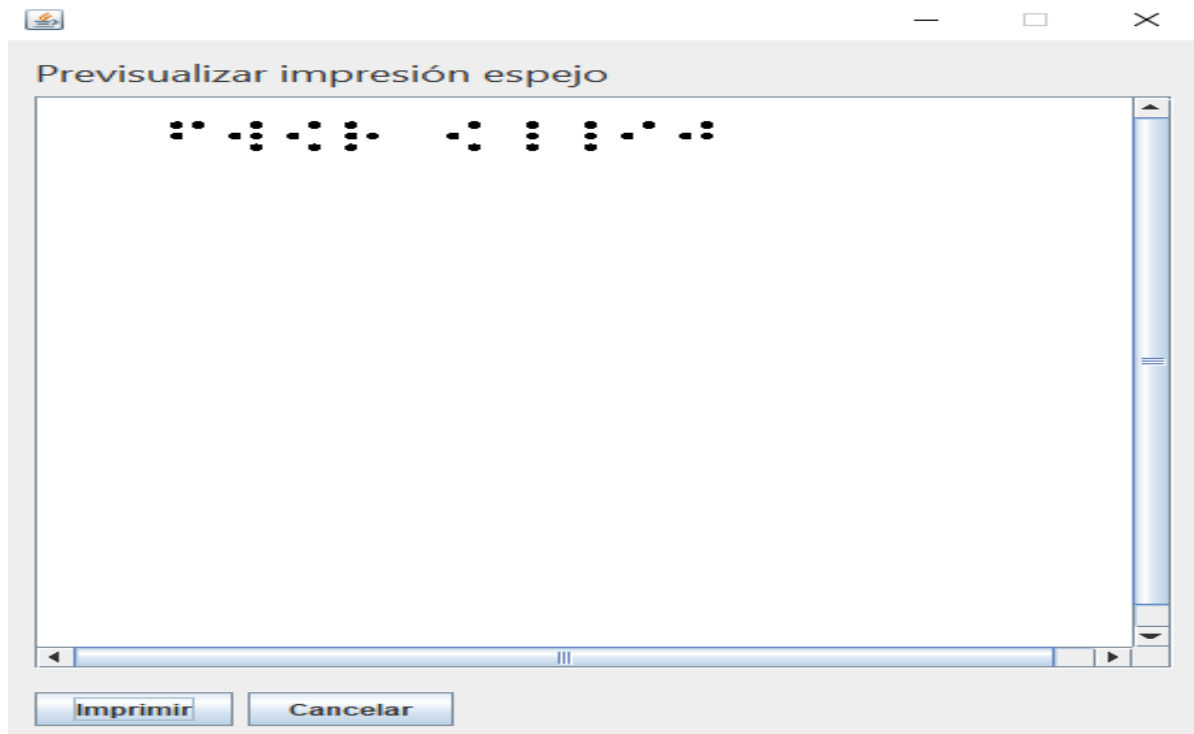 Previsualizar impresión espejo
⠋⠺⠪⠗⠀⠪⠸⠸⠊⠚
Imprimir
Cancelar